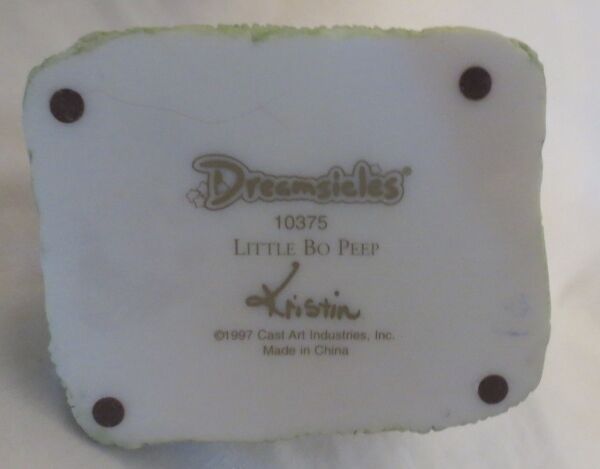 Dreamsicles®
10375
LITTLE BO PEEP
Kristin
©1997 Cast Art Industries, Inc.
Made in China